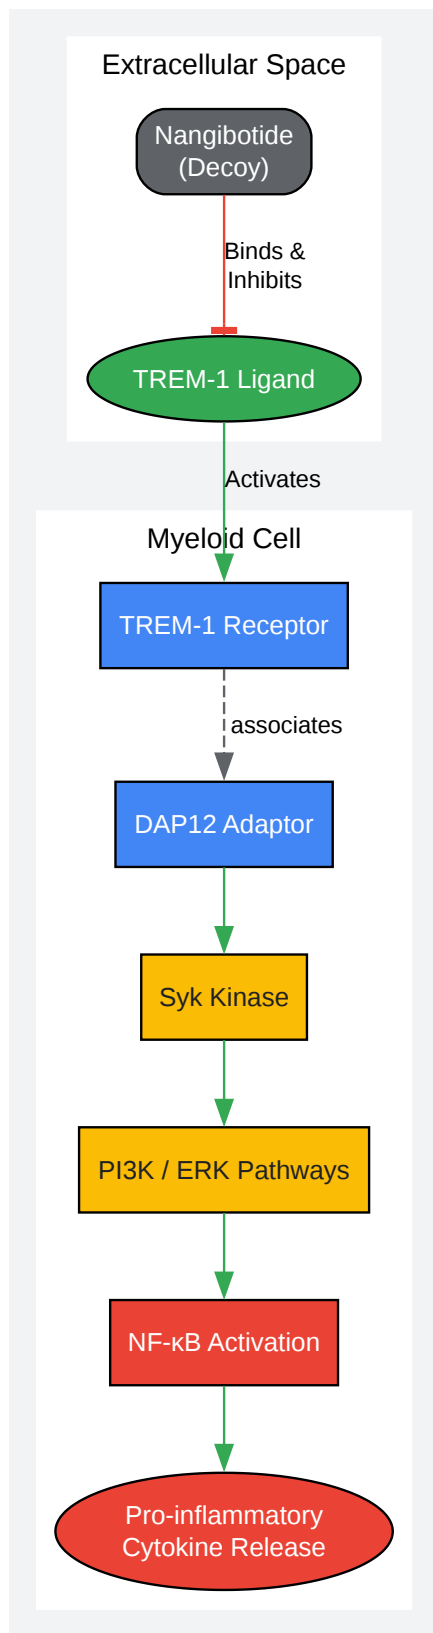 Extracellular Space
Nangibotide
(Decoy)
Binds &
Inhibits
TREM-1 Ligand
Activates
Myeloid Cell
TREM-1 Receptor
associates
DAP12 Adaptor
Syk Kinase
PI3K / ERK Pathways
NF-κB Activation
Pro-inflammatory
Cytokine Release